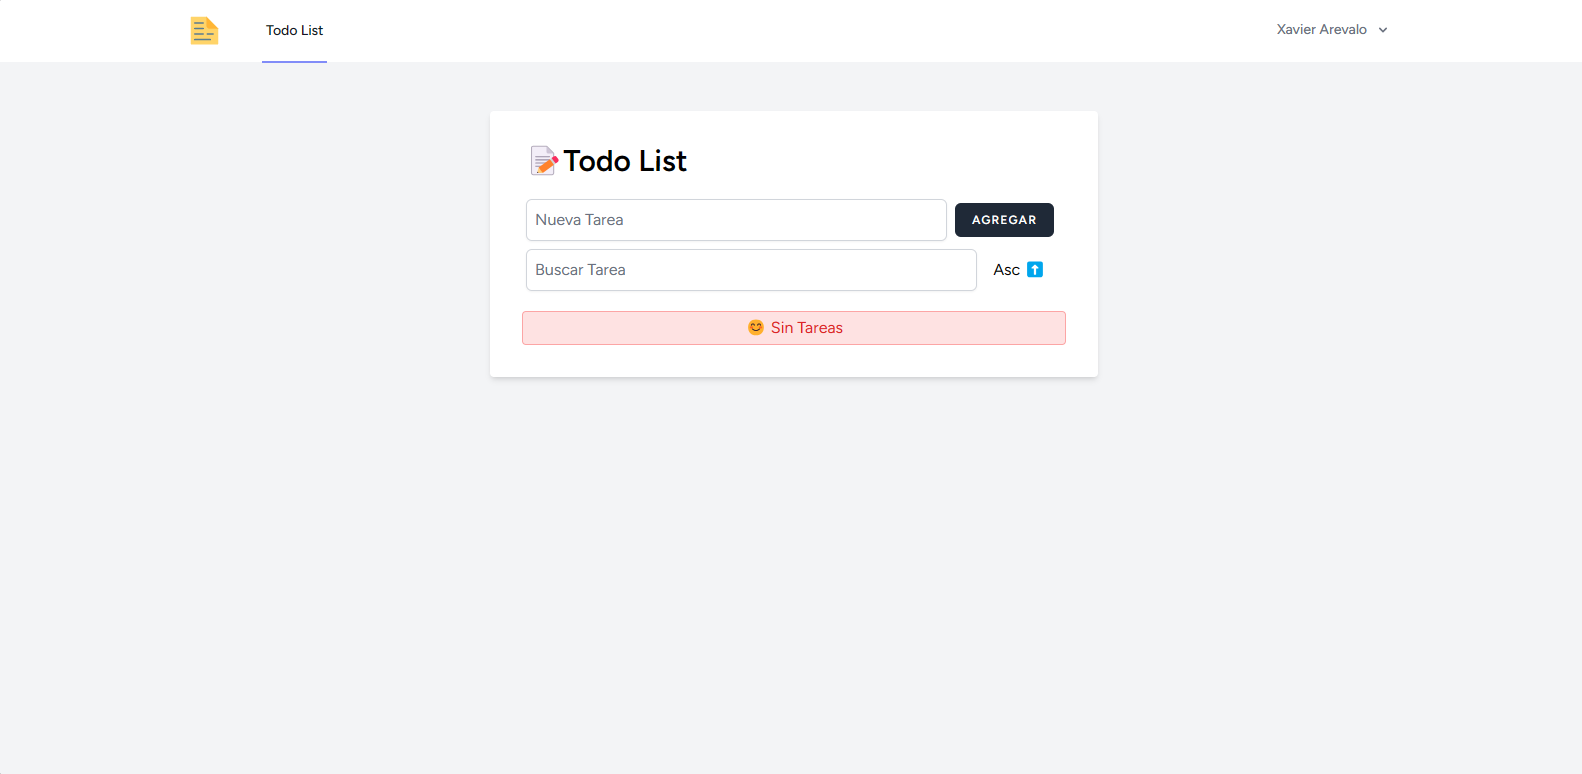 Todo List
Xavier Arevalo
Todo List
Nueva Tarea
AGREGAR
Buscar Tarea
Asc
Sin Tareas